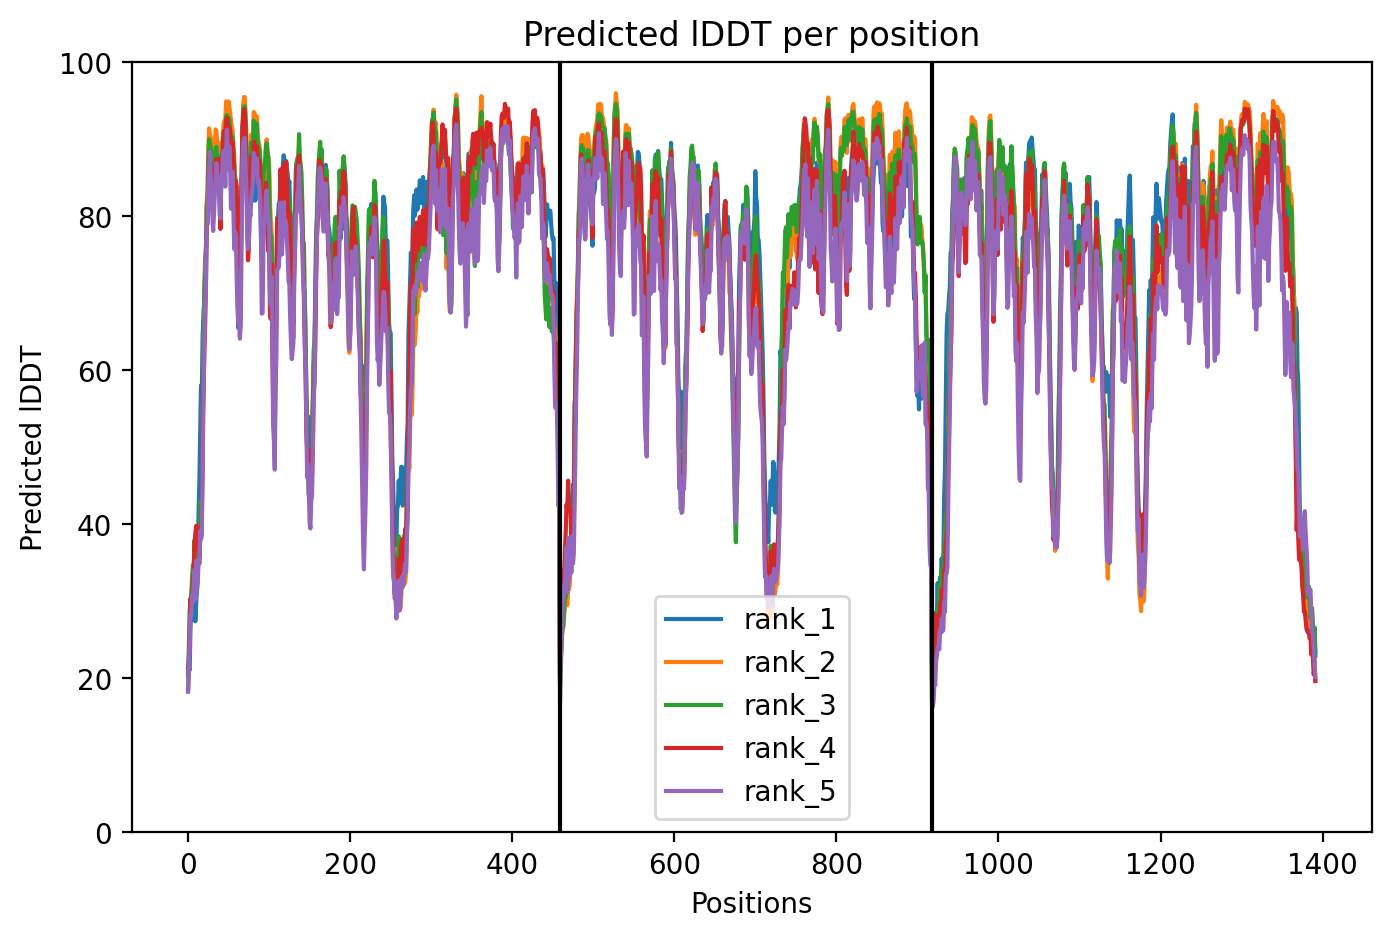 Predicted lDDT per position
100
80
60
40
20
0
Predicted lDDT
0 200 400 600 800 1000 1200 1400
Positions
rank_1
rank_2
rank_3
rank_4
rank_5